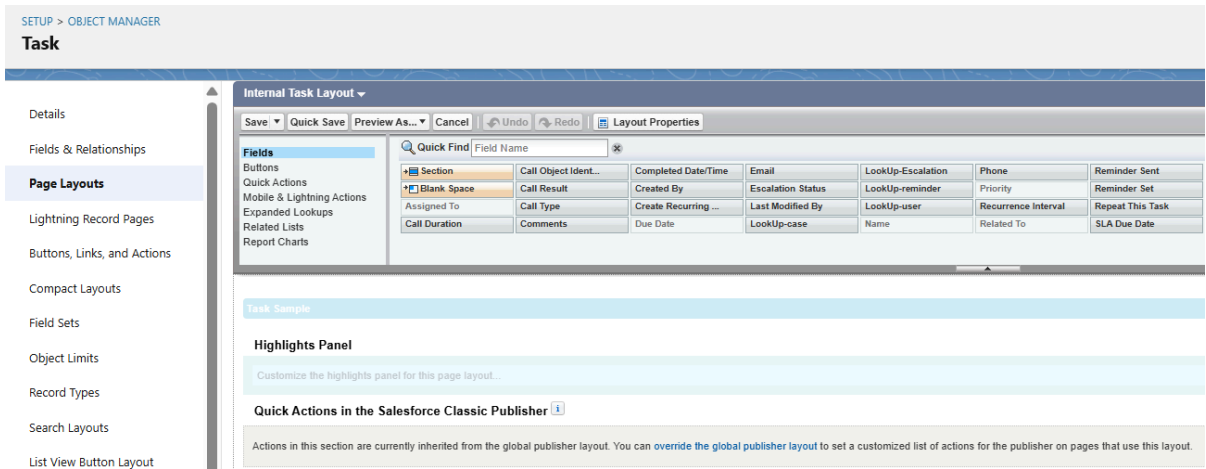 SETUP > OBJECT MANAGER
Task
Details
Fields & Relationships
Page Layouts
Lightning Record Pages
Buttons, Links, and Actions
Compact Layouts
Field Sets
Object Limits
Record Types
Search Layouts
List View Button Layout
Internal Task Layout
Save Quick Save Preview As... Cancel Undo Redo Layout Properties
Fields
Buttons
Quick Actions
Mobile & Lightning Actions
Expanded Lookups
Related Lists
Report Charts
Quick Find Field Name
Section Call Object Ident... Completed Date/Time Email LookUp-Escalation Phone Reminder Sent
Blank Space Call Result Created By Escalation Status LookUp-reminder Priority Reminder Set
Assigned To Call Type Create Recurring ... Last Modified By LookUp-user Recurrence Interval Repeat This Task
Call Duration Comments Due Date LookUp-case Name Related To SLA Due Date
Task Sample
Highlights Panel
Customize the highlights panel for this page layout...
Quick Actions in the Salesforce Classic Publisher i
Actions in this section are currently inherited from the global publisher layout. You can override the global publisher layout to set a customized list of actions for the publisher on pages that use this layout.